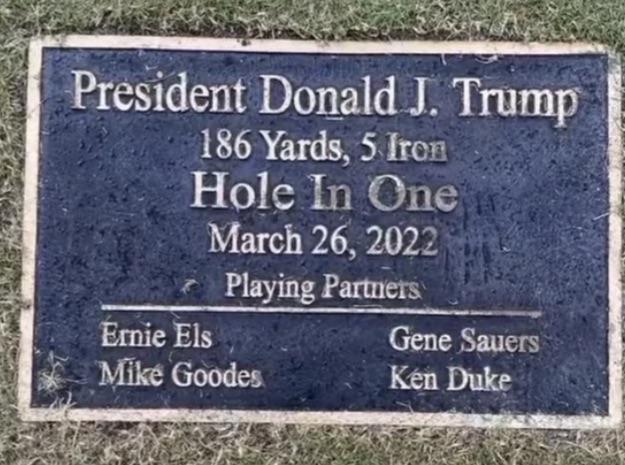 President Donald J. Trump
186 Yards, 5 Iron
Hole In One
March 26, 2022
Playing Partners
Ernie Els Gene Sauers
Mike Goodes Ken Duke